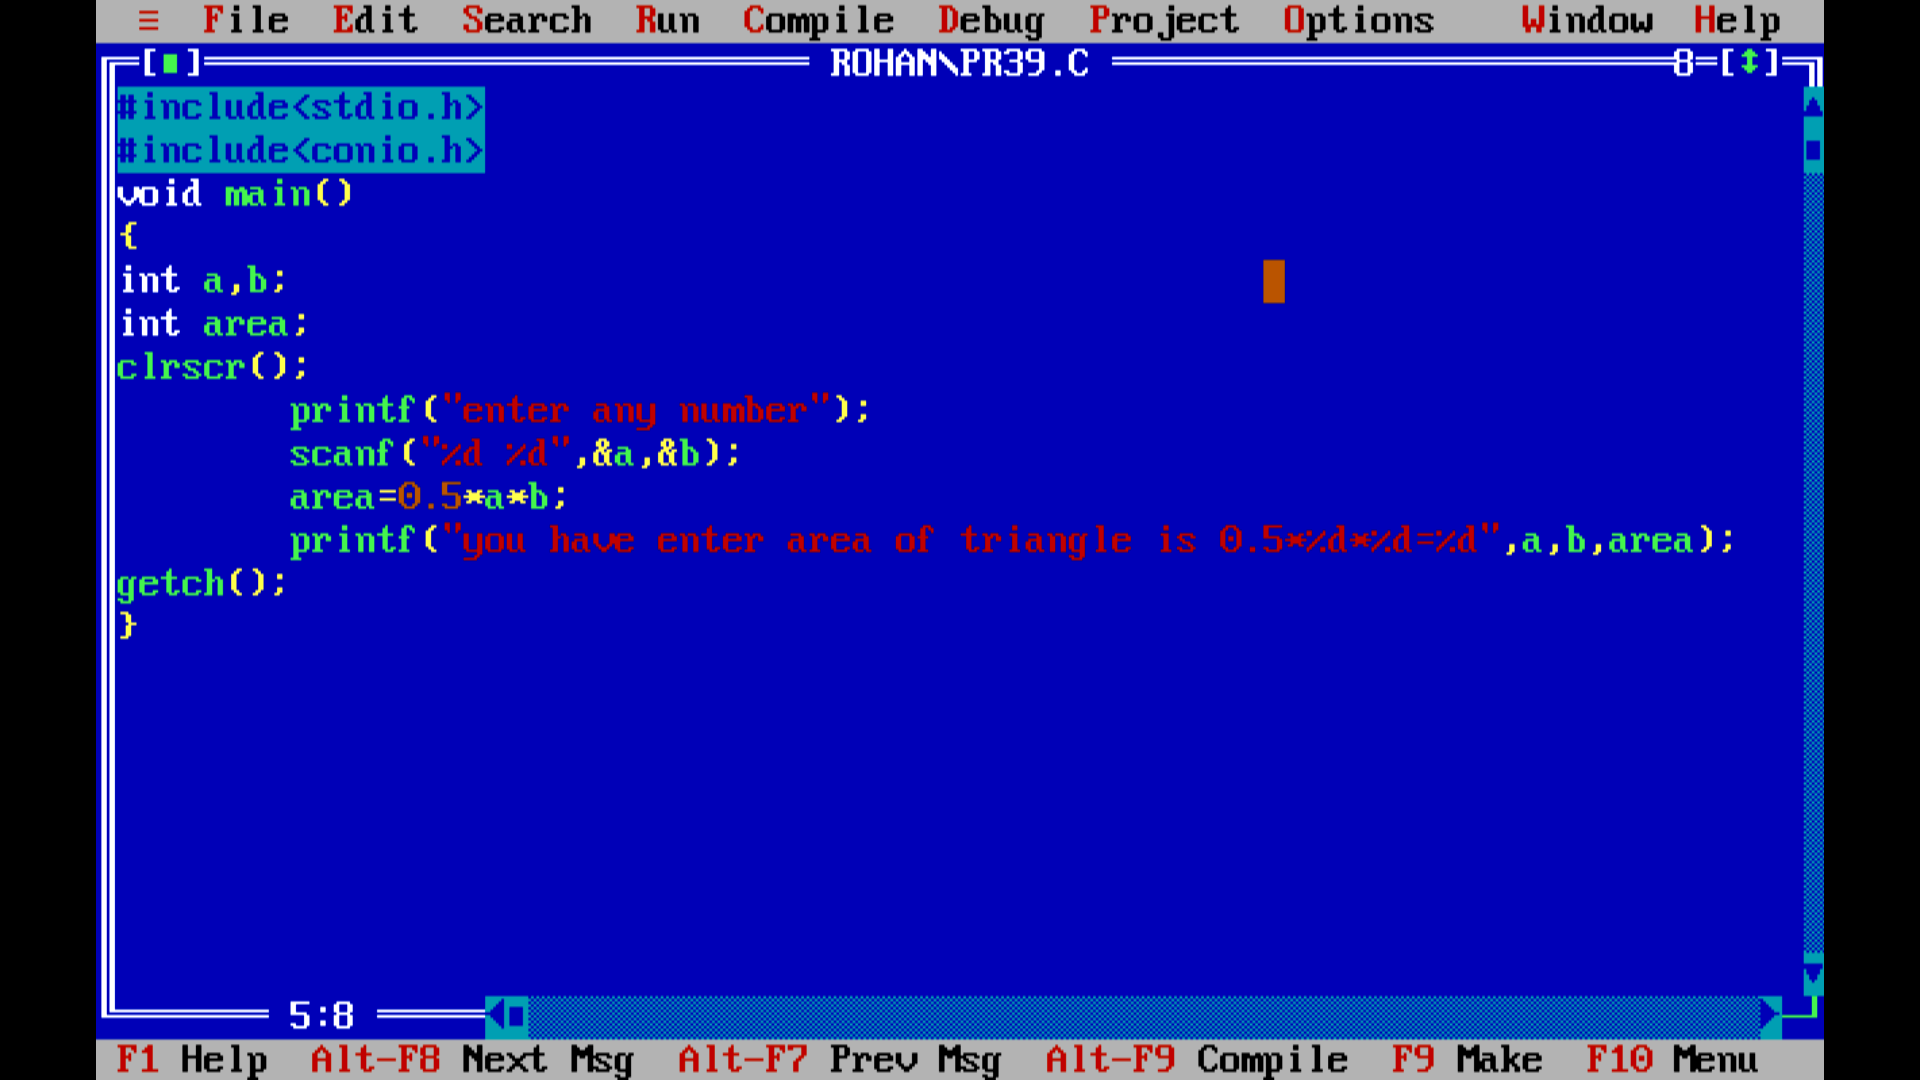 ≡ File Edit Search Run Compile Debug Project Options Window Help
[■] ROHAN\PR39.C 8=[↕]
#include<stdio.h>
#include<conio.h>
void main()
{
int a,b;
int area;
clrscr();
printf("enter any number");
scanf("%d %d",&a,&b);
area=0.5*a*b;
printf("you have enter area of triangle is 0.5*%d*%d=%d",a,b,area);
getch();
}
5:8
F1 Help Alt-F8 Next Msg Alt-F7 Prev Msg Alt-F9 Compile F9 Make F10 Menu